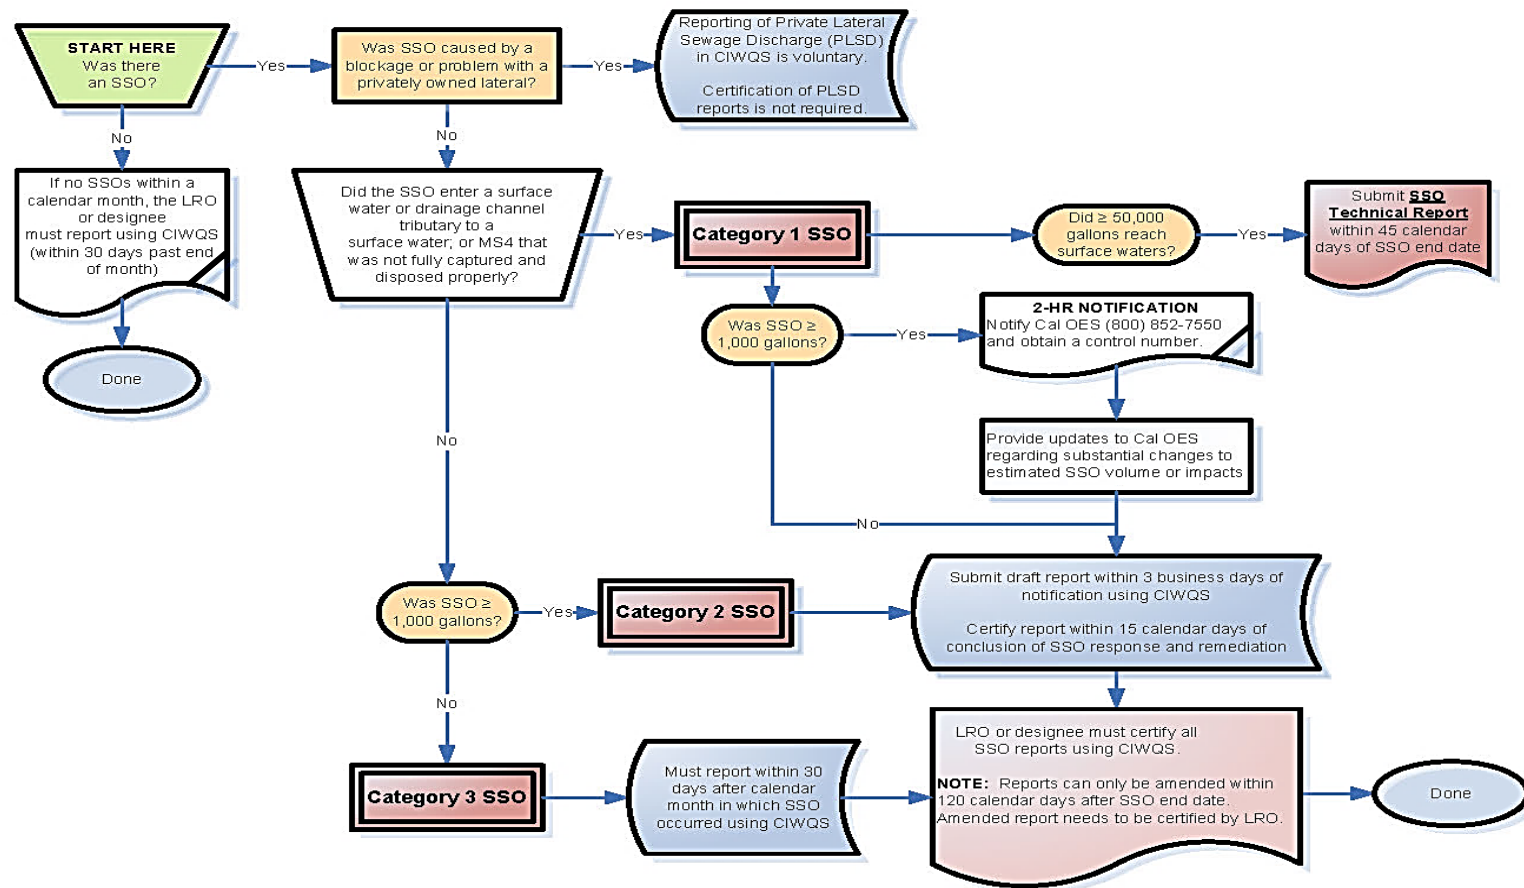 START HERE
Was there
an SSO?
Yes
Was SSO caused by a
blockage or problem with a
privately owned lateral?
Yes
Reporting of Private Lateral
Sewage Discharge (PLSD)
in CIWQS is voluntary.
Certification of PLSD
reports is not required.
No
No
If no SSOs within a
calendar month, the LRO
or designee
must report using CIWQS
(within 30 days past end
of month)
Done
Did the SSO enter a surface
water or drainage channel
tributary to a
surface water; or MS4 that
was not fully captured and
disposed properly?
Yes
Category 1 SSO
Did ≥ 50,000
gallons reach
surface waters?
Yes
Submit SSO
Technical Report
within 45 calendar
days of SSO end date
Was SSO ≥
1,000 gallons?
Yes
2-HR NOTIFICATION
Notify Cal OES (800) 852-7550
and obtain a control number.
Provide updates to Cal OES
regarding substantial changes to
estimated SSO volume or impacts
No
No
Was SSO ≥
1,000 gallons?
Yes
Category 2 SSO
Submit draft report within 3 business days of
notification using CIWQS
Certify report within 15 calendar days of
conclusion of SSO response and remediation
No
Category 3 SSO
Must report within 30
days after calendar
month in which SSO
occurred using CIWQS
LRO or designee must certify all
SSO reports using CIWQS.
NOTE: Reports can only be amended within
120 calendar days after SSO end date.
Amended report needs to be certified by LRO.
Done